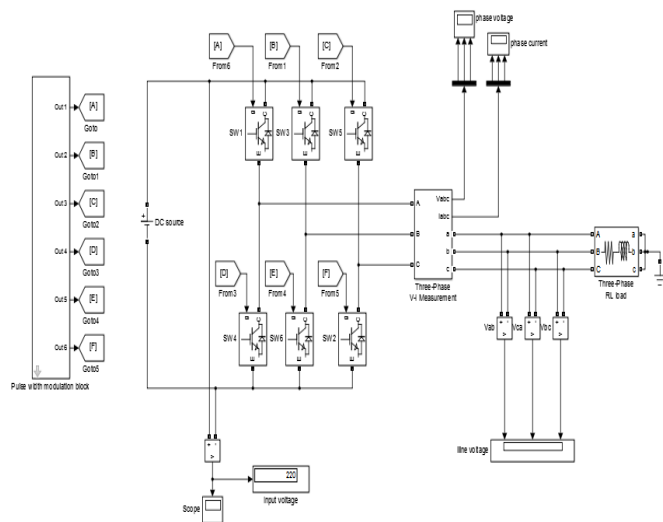 phase voltage
phase current
[A]
From6
[B]
From1
[C]
From2
Out1
[A]
Goto
Out2
[B]
Goto1
Out3
[C]
Goto2
Out4
[D]
Goto3
Out5
[E]
Goto4
Out6
[F]
Goto5
Pulse width modulation block
DC source
SW1
C
E
SW3
C
E
SW5
C
E
[D]
From3
[E]
From4
[F]
From5
SW4
C
E
SW6
C
E
SW2
C
E
A
B
C
Vabc
Iabc
a
b
c
Three-Phase
V-I Measurement
A
B
C
a
b
c
Three-Phase
RL load
Vab
Vca
Vbc
+ -
v
+ -
v
+ -
v
line voltage
+ -
v
220
Input voltage
Scope